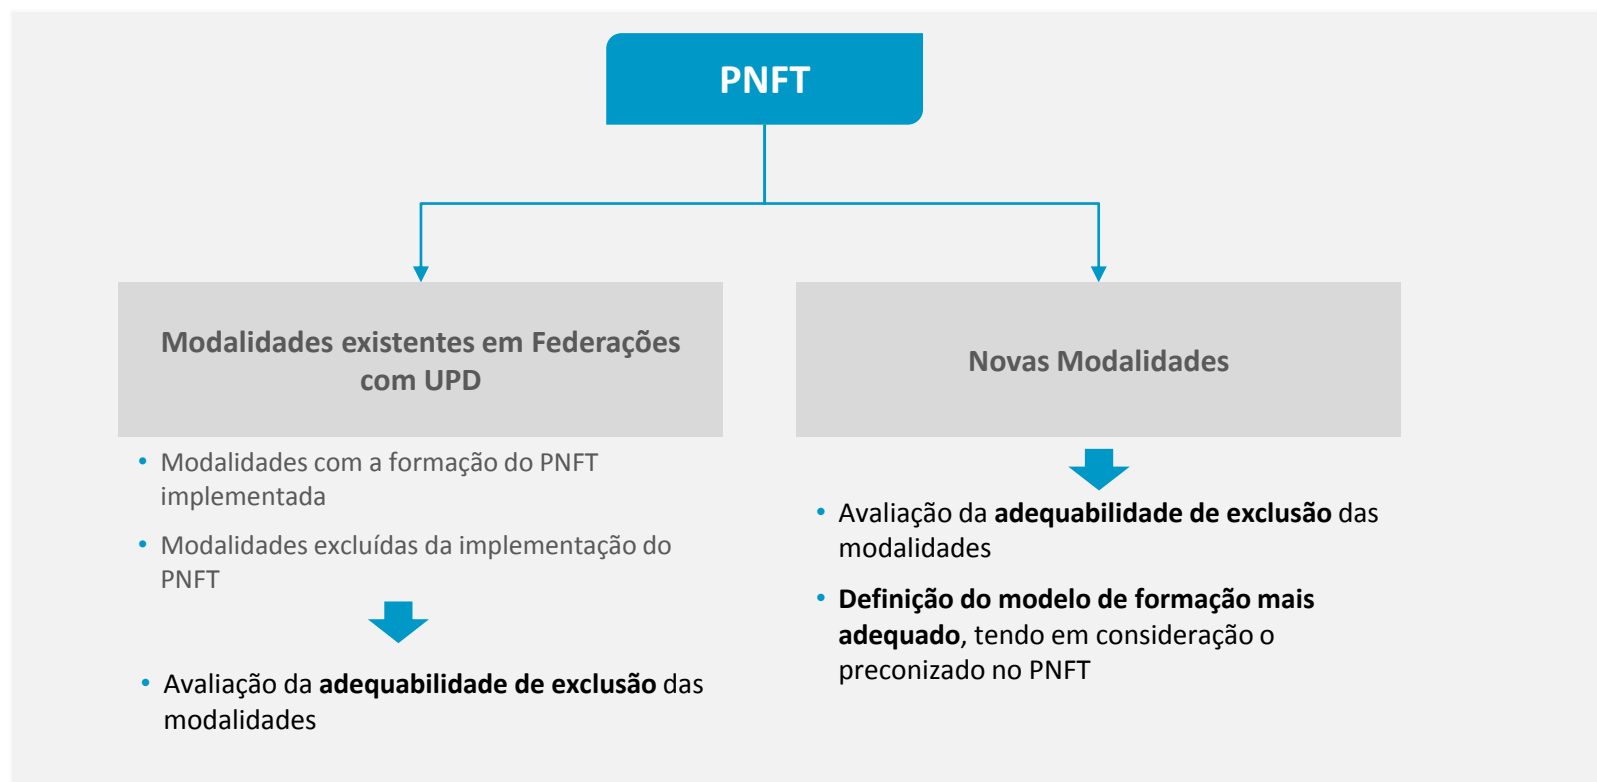 PNFT
Modalidades existentes em Federações
com UPD
• Modalidades com a formação do PNFT
implementada
• Modalidades excluídas da implementação do
PNFT
• Avaliação da adequabilidade de exclusão das
modalidades
Novas Modalidades
• Avaliação da adequabilidade de exclusão das
modalidades
• Definição do modelo de formação mais
adequado, tendo em consideração o
preconizado no PNFT